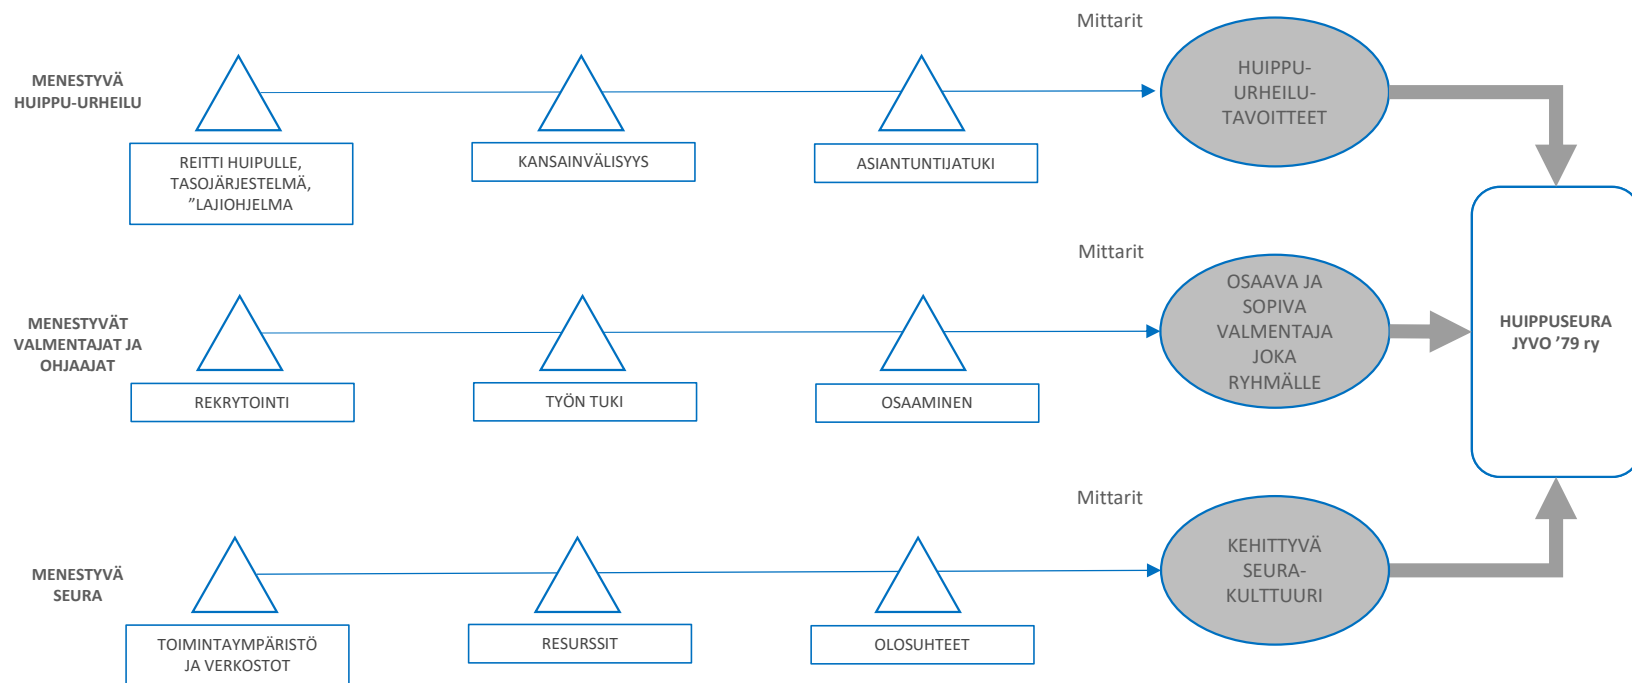 Mittarit
MENESTYVÄ
HUIPPU-URHEILU
HUIPPU-
URHEILU-
TAVOITTEET
REITTI HUIPULLE,
TASOJÄRJESTELMÄ,
”LAJIOHJELMA
KANSAINVÄLISYYS
ASIANTUNTIJATUKI
Mittarit
MENESTYVÄT
VALMENTAJAT JA
OHJAAJAT
OSAAVA JA
SOPIVA
VALMENTAJA
JOKA
RYHMÄLLE
HUIPPUSEURA
JYVO ’79 ry
REKRYTOINTI
TYÖN TUKI
OSAAMINEN
Mittarit
MENESTYVÄ
SEURA
KEHITTYVÄ
SEURA-
KULTTUURI
TOIMINTAYMPÄRISTÖ
JA VERKOSTOT
RESURSSIT
OLOSUHTEET